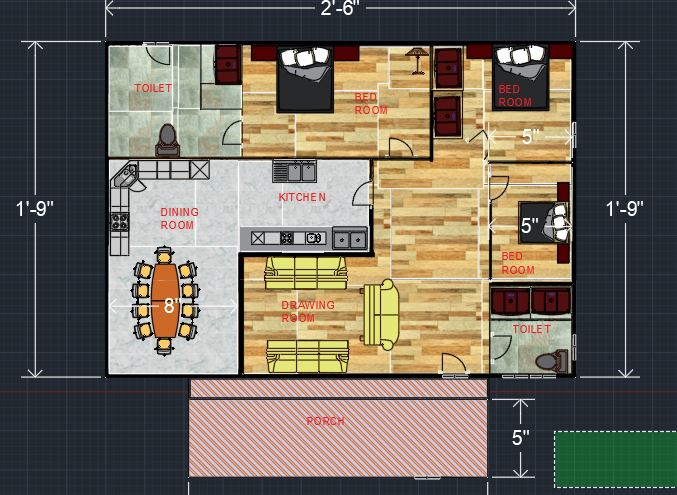 2'-6"
TOILET
BED
ROOM
BED
ROOM
5"
1'-9"
1'-9"
KITCHEN
DINING
ROOM
5"
BED
ROOM
8"
DRAWING
ROOM
TOILET
PORCH
5"